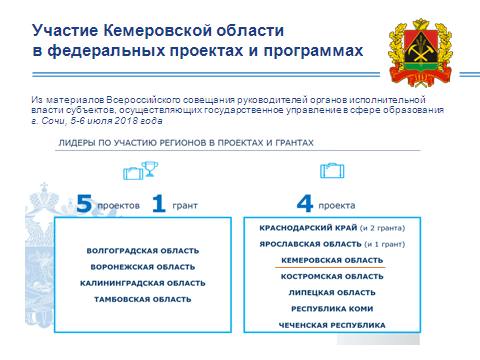 Участие Кемеровской области
в федеральных проектах и программах
Из материалов Всероссийского совещания руководителей органов исполнительной
власти субъектов, осуществляющих государственное управление в сфере образования
г. Сочи, 5-6 июля 2018 года
ЛИДЕРЫ ПО УЧАСТИЮ РЕГИОНОВ В ПРОЕКТАХ И ГРАНТАХ
5 проектов 1 грант
ВОЛГОГРАДСКАЯ ОБЛАСТЬ
ВОРОНЕЖСКАЯ ОБЛАСТЬ
КАЛИНИНГРАДСКАЯ ОБЛАСТЬ
ТАМБОВСКАЯ ОБЛАСТЬ
4 проекта
КРАСНОДАРСКИЙ КРАЙ (и 2 гранта)
ЯРОСЛАВСКАЯ ОБЛАСТЬ (и 1 грант)
КЕМЕРОВСКАЯ ОБЛАСТЬ
КОСТРОМСКАЯ ОБЛАСТЬ
ЛИПЕЦКАЯ ОБЛАСТЬ
РЕСПУБЛИКА КОМИ
ЧЕЧЕНСКАЯ РЕСПУБЛИКА